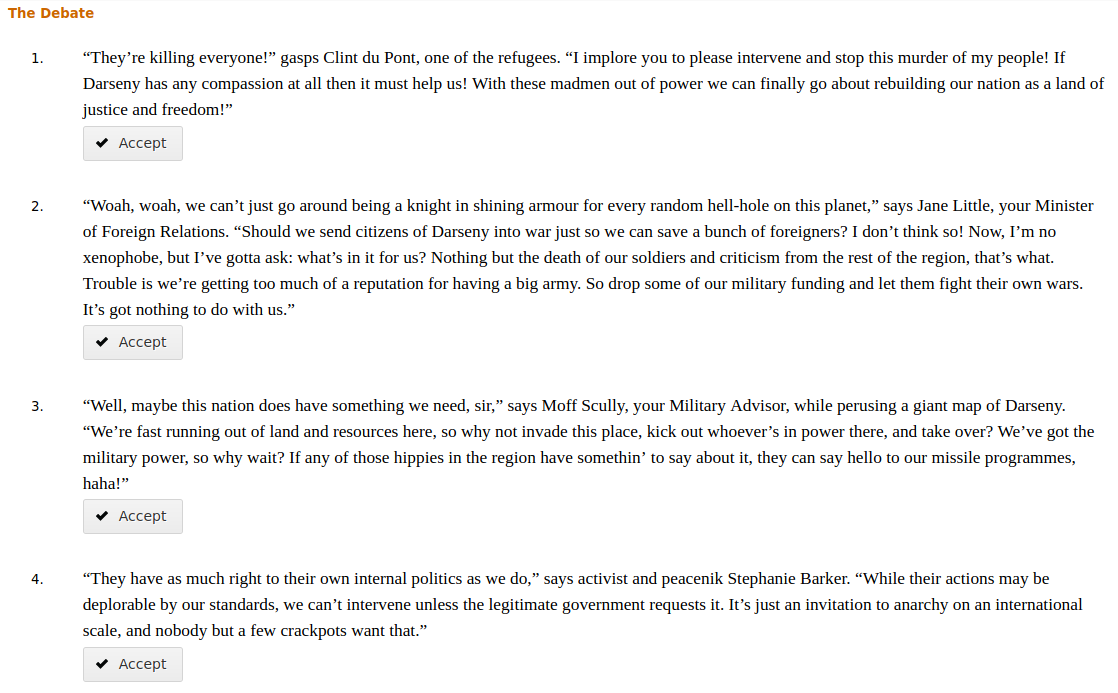 The Debate
1. “They’re killing everyone!” gasps Clint du Pont, one of the refugees. “I implore you to please intervene and stop this murder of my people! If
Darseny has any compassion at all then it must help us! With these madmen out of power we can finally go about rebuilding our nation as a land of
justice and freedom!”
✔ Accept
2. “Woah, woah, we can’t just go around being a knight in shining armour for every random hell-hole on this planet,” says Jane Little, your Minister
of Foreign Relations. “Should we send citizens of Darseny into war just so we can save a bunch of foreigners? I don’t think so! Now, I’m no
xenophobe, but I’ve gotta ask: what’s in it for us? Nothing but the death of our soldiers and criticism from the rest of the region, that’s what.
Trouble is we’re getting too much of a reputation for having a big army. So drop some of our military funding and let them fight their own wars.
It’s got nothing to do with us.”
✔ Accept
3. “Well, maybe this nation does have something we need, sir,” says Moff Scully, your Military Advisor, while perusing a giant map of Darseny.
“We’re fast running out of land and resources here, so why not invade this place, kick out whoever’s in power there, and take over? We’ve got the
military power, so why wait? If any of those hippies in the region have somethin’ to say about it, they can say hello to our missile programmes,
haha!”
✔ Accept
4. “They have as much right to their own internal politics as we do,” says activist and peacenik Stephanie Barker. “While their actions may be
deplorable by our standards, we can’t intervene unless the legitimate government requests it. It’s just an invitation to anarchy on an international
scale, and nobody but a few crackpots want that.”
✔ Accept